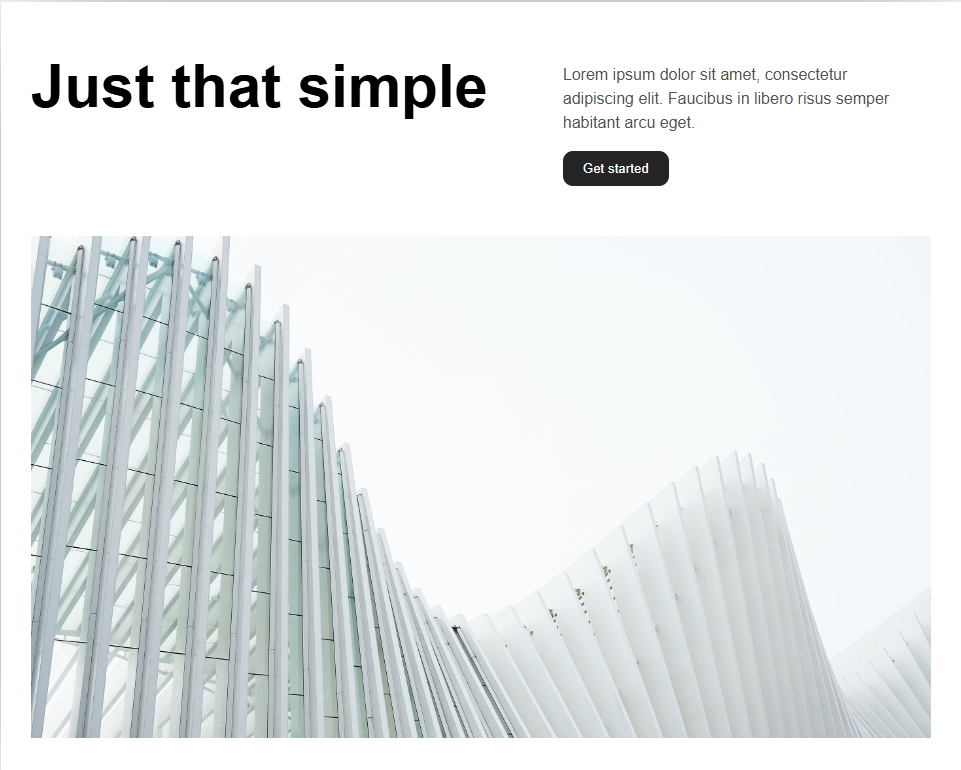 Just that simple
Lorem ipsum dolor sit amet, consectetur
adipiscing elit. Faucibus in libero risus semper
habitant arcu eget.
Get started